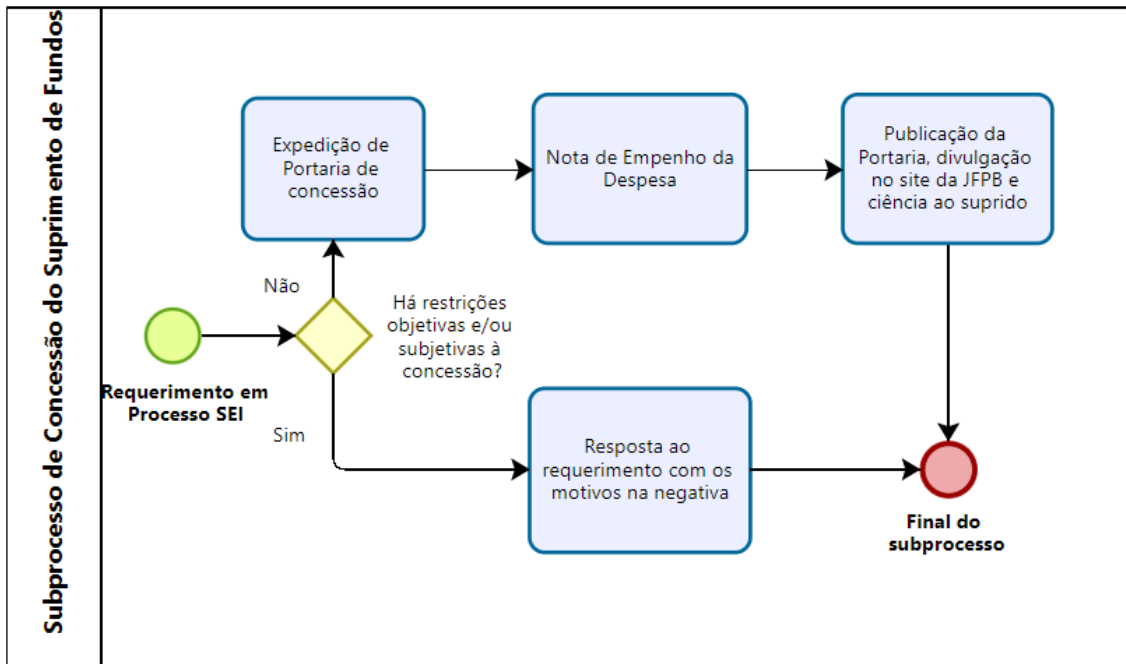 Subprocesso de Concessão do Suprimento de Fundos
Expedição de
Portaria de
concessão
Nota de Empenho da
Despesa
Publicação da
Portaria, divulgação
no site da JFPB e
ciência ao suprido
Não
Há restrições
objetivas e/ou
subjetivas à
concessão?
Requerimento em
Processo SEI
Sim
Resposta ao
requerimento com os
motivos na negativa
Final do
subprocesso